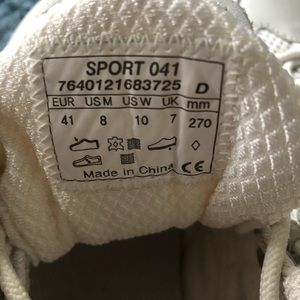 SPORT 041
7640121683725 D
EUR US M US W UK mm
41 8 10 7 270
Made in China CE